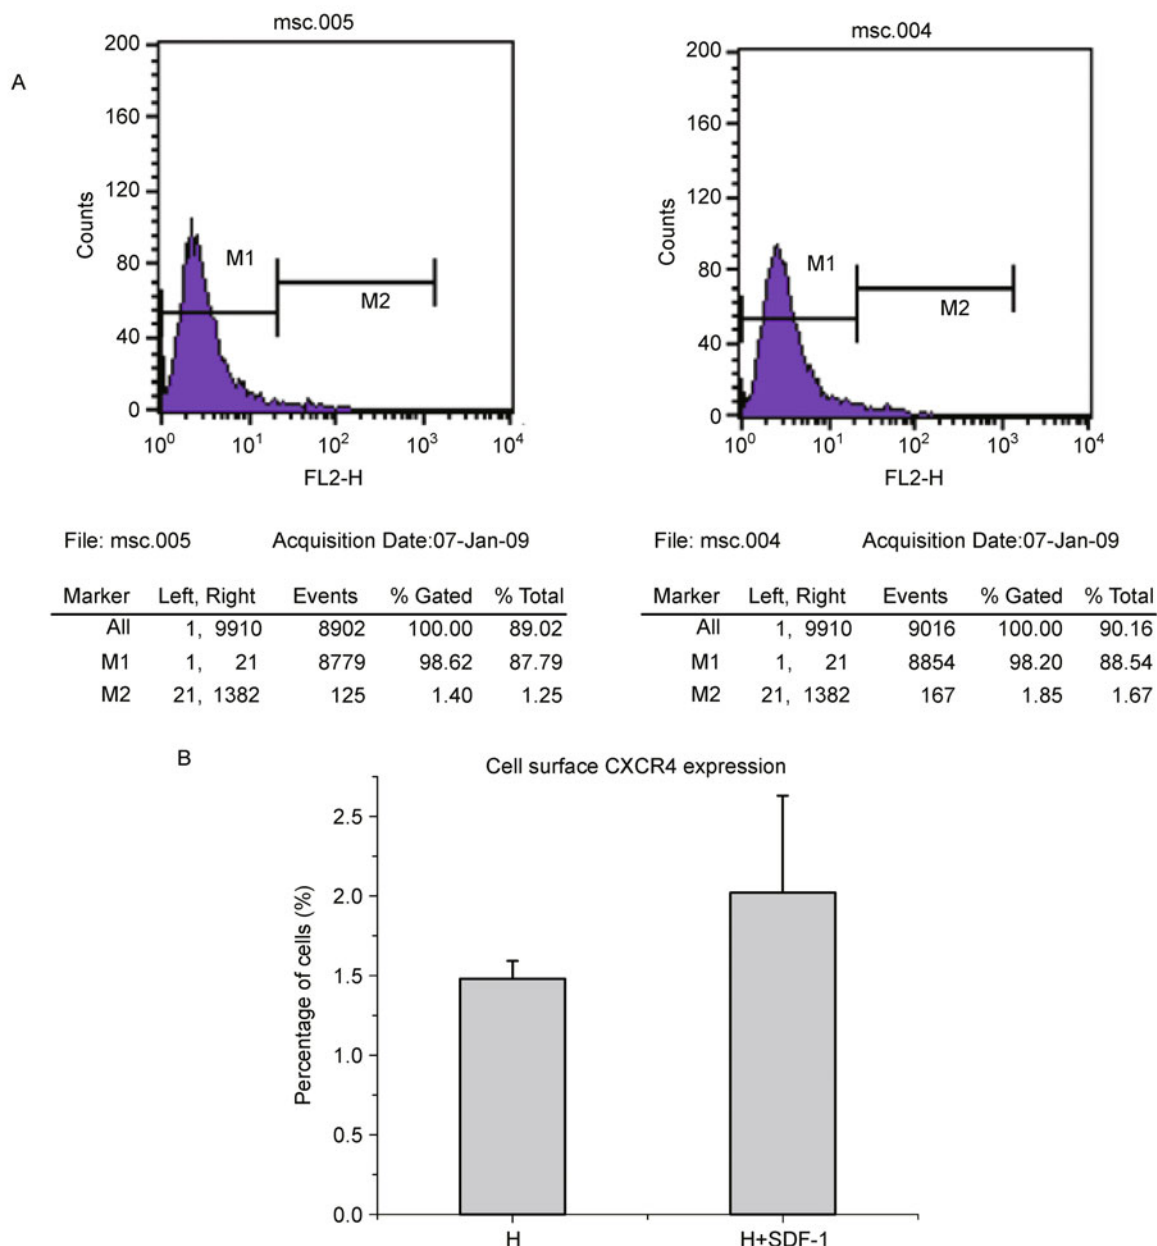 A
msc.005
200
160
120
80
40
0
Counts
M1
M2
10^0 10^1 10^2 10^3 10^4
FL2-H
msc.004
200
160
120
80
40
0
Counts
M1
M2
10^0 10^1 10^2 10^3 10^4
FL2-H
File: msc.005 Acquisition Date:07-Jan-09
Marker Left, Right Events % Gated % Total
All 1, 9910 8902 100.00 89.02
M1 1, 21 8779 98.62 87.79
M2 21, 1382 125 1.40 1.25
File: msc.004 Acquisition Date:07-Jan-09
Marker Left, Right Events % Gated % Total
All 1, 9910 9016 100.00 90.16
M1 1, 21 8854 98.20 88.54
M2 21, 1382 167 1.85 1.67
B
Cell surface CXCR4 expression
Percentage of cells (%)
2.5
2.0
1.5
1.0
0.5
0.0
H H+SDF-1